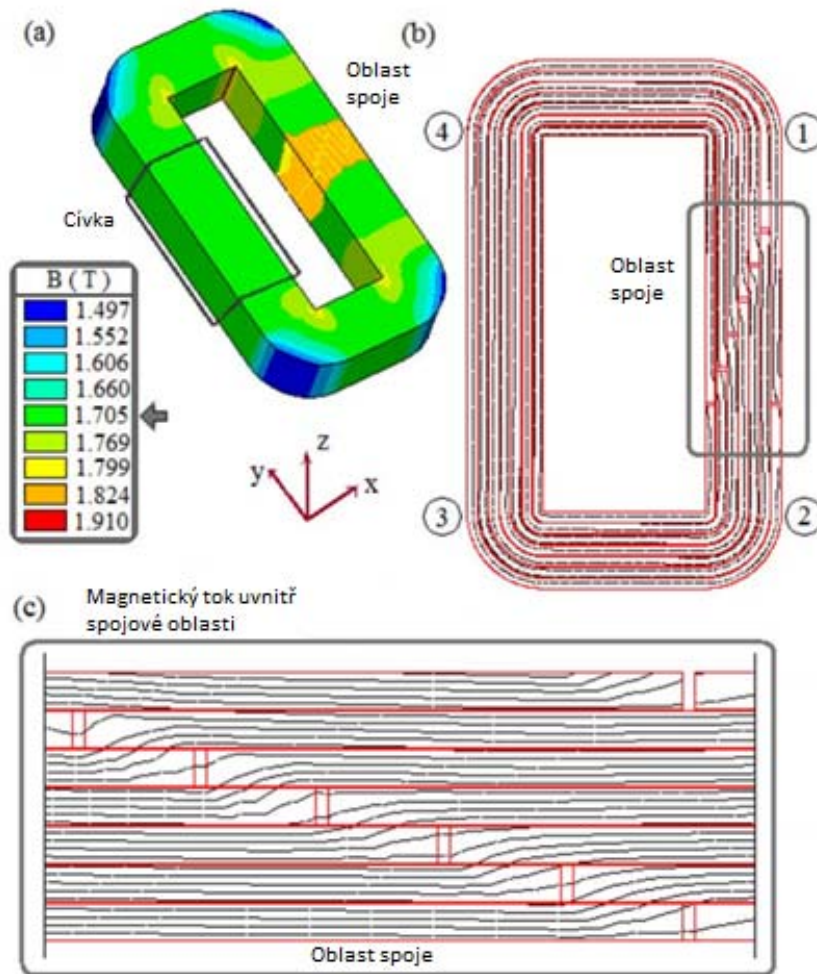 (a)
Oblast
spoje
Cívka
B ( T )
1.497
1.552
1.606
1.660
1.705
1.769
1.799
1.824
1.910
z
y
x
(b)
4
1
Oblast
spoje
3
2
(c)
Magnetický tok uvnitř
spojové oblasti
Oblast spoje